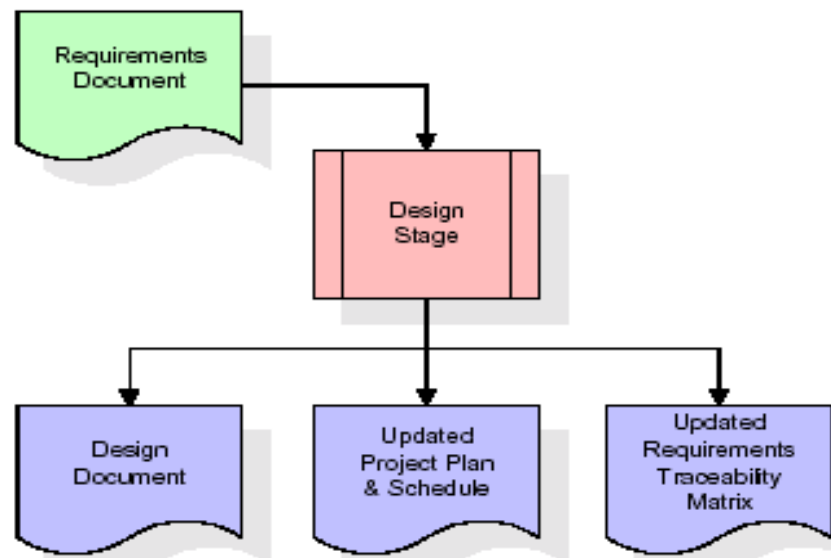 Requirements
Document
Design
Stage
Design
Document
Updated
Project Plan
& Schedule
Updated
Requirements
Traceability
Matrix